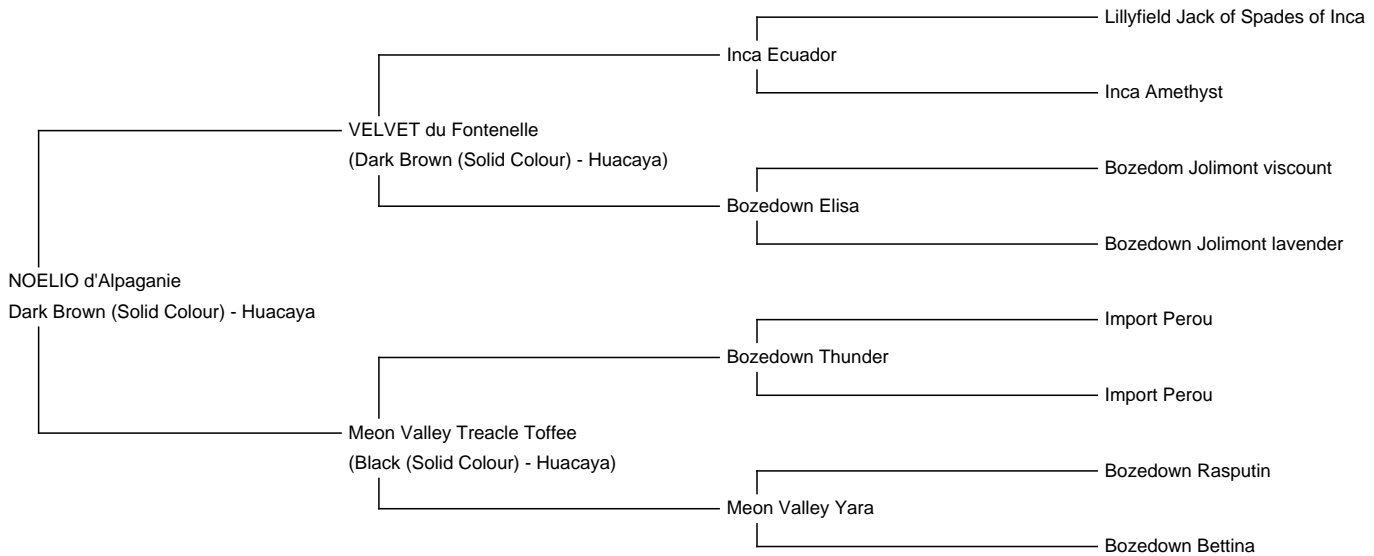 Lillyfield Jack of Spades of Inca
Inca Ecuador
Inca Amethyst
VELVET du Fontenelle
(Dark Brown (Solid Colour) - Huacaya)
Bozedom Jolimont viscount
Bozedown Elisa
Bozedown Jolimont lavender
NOELIO d'Alpaganie
Dark Brown (Solid Colour) - Huacaya
Import Perou
Bozedown Thunder
Import Perou
Meon Valley Treacle Toffee
(Black (Solid Colour) - Huacaya)
Bozedown Rasputin
Meon Valley Yara
Bozedown Bettina